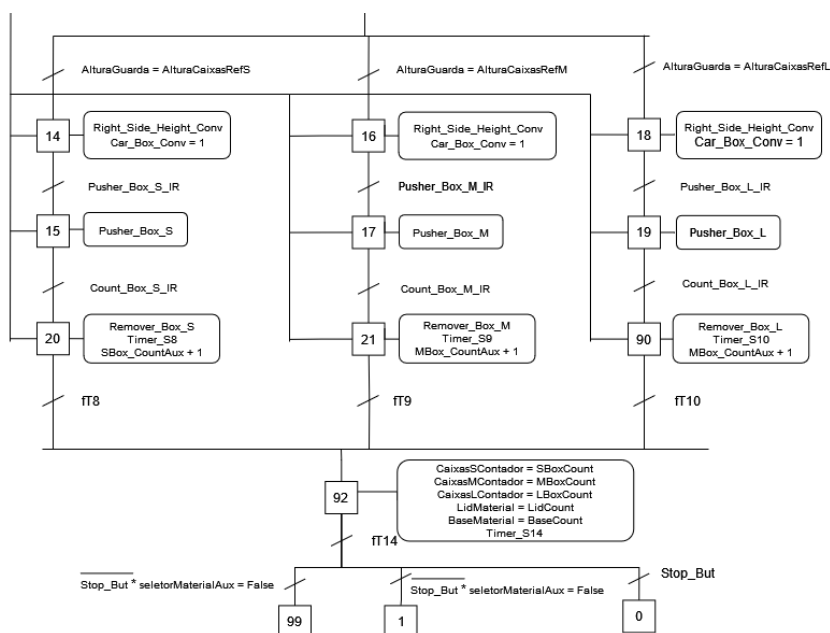 AlturaGuarda = AlturaCaixasRefS
AlturaGuarda = AlturaCaixasRefM
AlturaGuarda = AlturaCaixasRefL
14
Right_Side_Height_Conv
Car_Box_Conv = 1
16
Right_Side_Height_Conv
Car_Box_Conv = 1
18
Right_Side_Height_Conv
Car_Box_Conv = 1
Pusher_Box_S_IR
Pusher_Box_M_IR
Pusher_Box_L_IR
15
Pusher_Box_S
17
Pusher_Box_M
19
Pusher_Box_L
Count_Box_S_IR
Count_Box_M_IR
Count_Box_L_IR
20
Remover_Box_S
Timer_S8
SBox_CountAux + 1
21
Remover_Box_M
Timer_S9
MBox_CountAux + 1
90
Remover_Box_L
Timer_S10
MBox_CountAux + 1
fT8
fT9
fT10
92
CaixasSContador = SBoxCount
CaixasMContador = MBoxCount
CaixasLContador = LBoxCount
LidMaterial = LidCount
BaseMaterial = BaseCount
Timer_S14
fT14
Stop_But * seletorMaterialAux = False
Stop_But * seletorMaterialAux = False
Stop_But
99
1
0